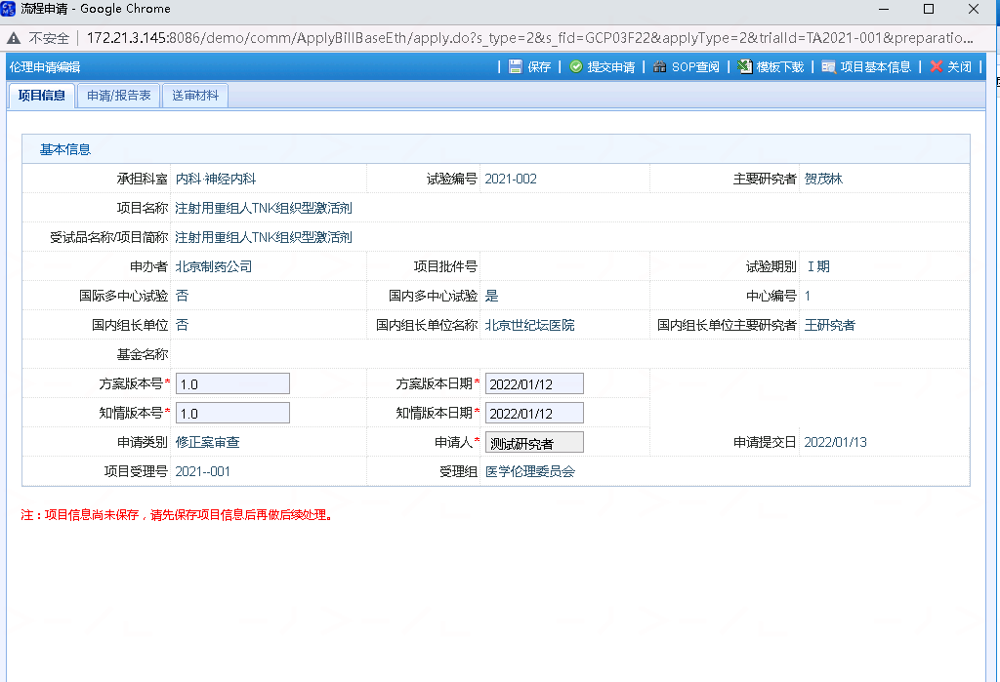 流程申请 - Google Chrome
不安全 | 172.21.3.145:8086/demo/comm/ApplyBillBaseEth/apply.do?s_type=2&s_fid=GCP03F22&applyType=2&trialId=TA2021-001&preparatio...
伦理申请编辑 | 保存 | 提交申请 | SOP查阅 | 模板下载 | 项目基本信息 | 关闭 |
项目信息 申请/报告表 送审材料
基本信息
承担科室 内科·神经内科 试验编号 2021-002 主要研究者 贺茂林
项目名称 注射用重组人TNK组织型激活剂
受试品名称/项目简称 注射用重组人TNK组织型激活剂
申办者 北京制药公司 项目批件号 试验期别 Ⅰ期
国际多中心试验 否 国内多中心试验 是 中心编号 1
国内组长单位 否 国内组长单位名称 北京世纪坛医院 国内组长单位主要研究者 王研究者
基金名称
方案版本号* 1.0 方案版本日期* 2022/01/12
知情版本号* 1.0 知情版本日期* 2022/01/12
申请类别 修正案审查 申请人* 测试研究者 申请提交日 2022/01/13
项目受理号 2021--001 受理组 医学伦理委员会
注：项目信息尚未保存，请先保存项目信息后再做后续处理。